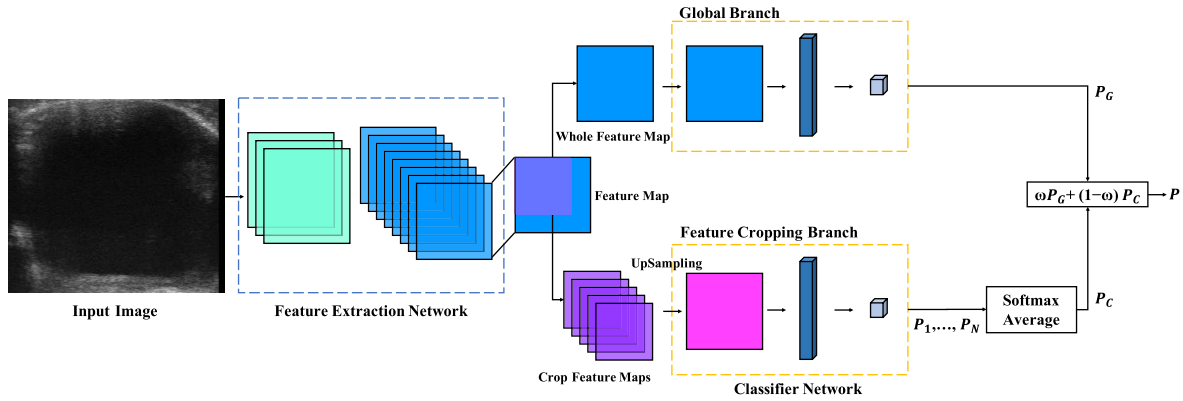 Global Branch
Whole Feature Map
P_G
Feature Map
ωP_G + (1−ω) P_C
P
Feature Cropping Branch
UpSampling
Input Image
Feature Extraction Network
P_1,…, P_N
Softmax
Average
P_C
Crop Feature Maps
Classifier Network